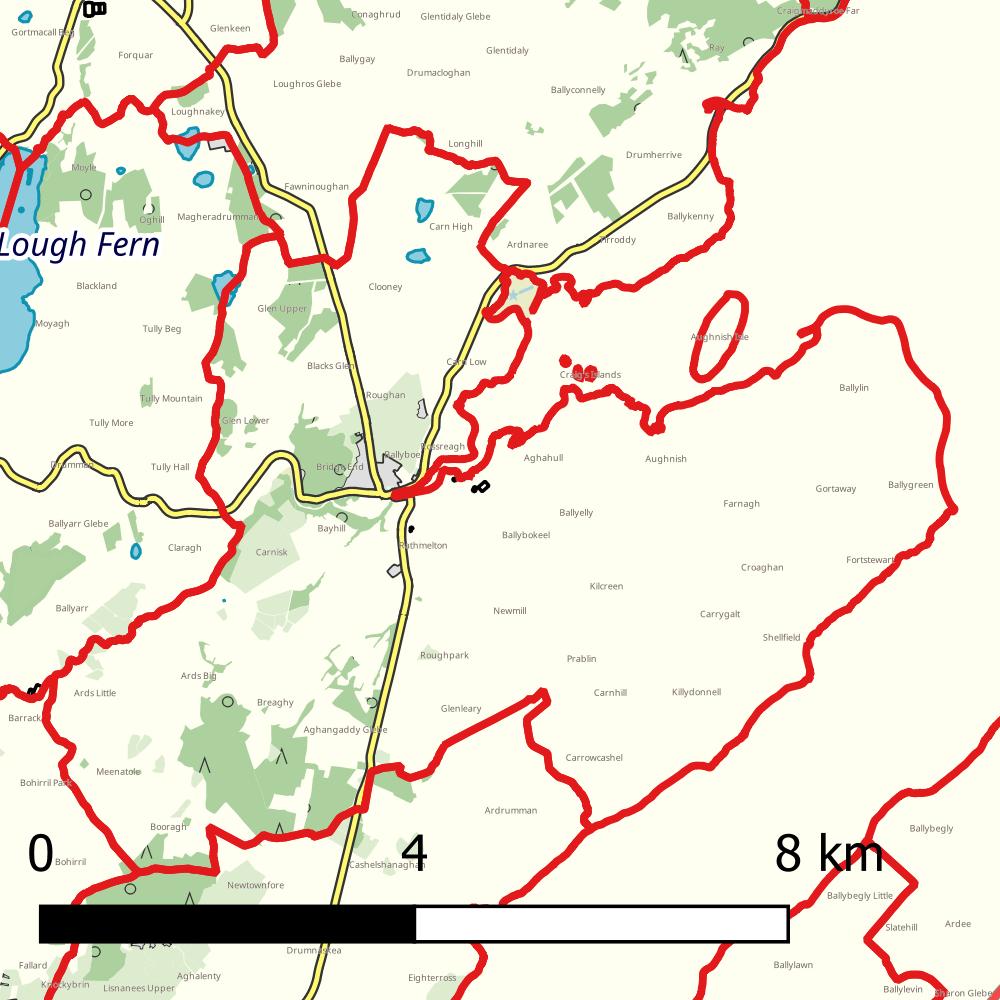 Craigmaddyroe Far
Conaghrud
Glentidaly Glebe
Glenkeen
Gortmacall Beg
Ray
Forquar
Glentidaly
Ballygay
Drumacloghan
Loughros Glebe
Ballyconnelly
Loughnakey
Longhill
Drumherrive
Moyle
Fawninoughan
Oghill
Magheradrumman
Ballykenny
Carn High
Tirroddy
Ardnaree
Lough Fern
Blackland
Clooney
Glen Upper
Moyagh
Tully Beg
Aughnish Isle
Carn Low
Blacks Glen
Craig's Islands
Ballylin
Roughan
Tully Mountain
Tully More
Glen Lower
Rossreagh
Ballyboe
Aghahull
Aughnish
Drumman
Tully Hall
Bridge End
Ballygreen
Gortaway
Farnagh
Ballyelly
Ballyarr Glebe
Bayhill
Ballybokeel
Rathmelton
Claragh
Carnisk
Fortstewart
Croaghan
Kilcreen
Ballyarr
Newmill
Carrygalt
Shellfield
Roughpark
Prablin
Ards Big
Ards Little
Carnhill
Killydonnell
Breaghy
Glenleary
Barrack
Aghangaddy Glebe
Carrowcashel
Meenatole
Bohirril Park
Ardrumman
Booragh
Ballybegly
0 4 8 km
Bohirril
Cashelshanaghan
Newtownfore
Ballybegly Little
Ardee
Slatehill
Drumnaskea
Fallard
Ballylawn
Aghalenty
Eighterross
Knockybrin
Lisnanees Upper
Ballylevin
Sharon Glebe